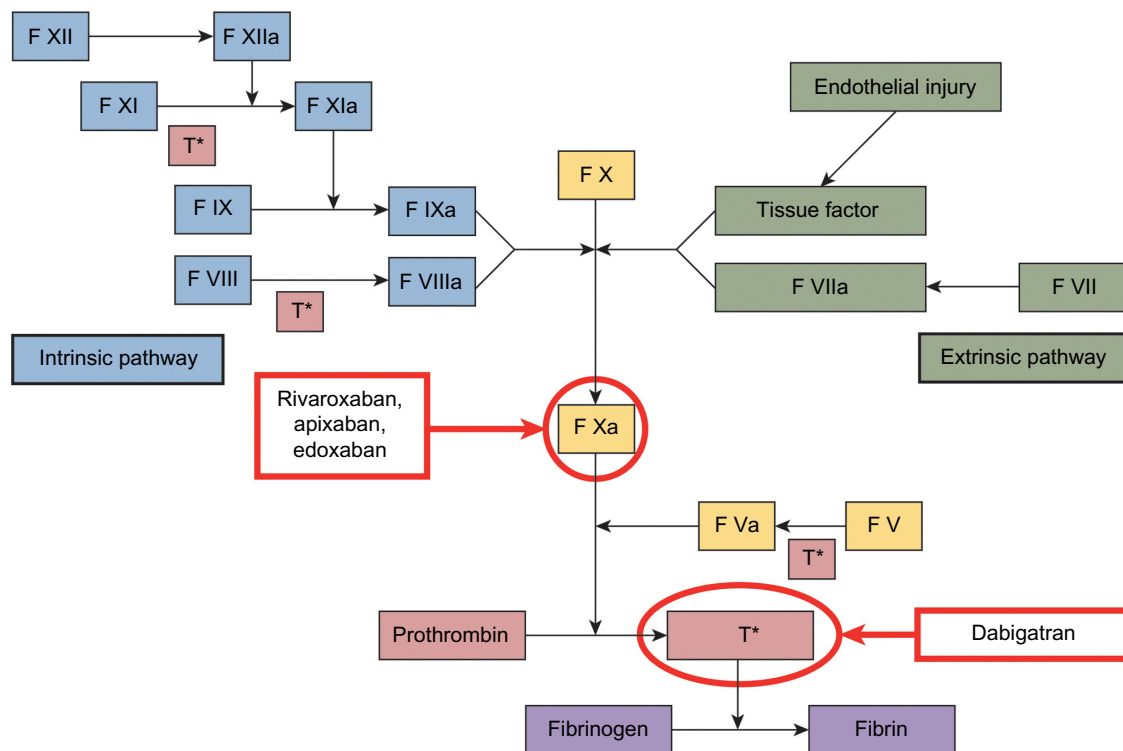 F XII
F XIIa
F XI
F XIa
T*
Endothelial injury
F X
F IX
F IXa
Tissue factor
F VIII
F VIIIa
T*
F VIIa
F VII
Intrinsic pathway
Extrinsic pathway
Rivaroxaban,
apixaban,
edoxaban
F Xa
F Va
F V
T*
Prothrombin
T*
Dabigatran
Fibrinogen
Fibrin